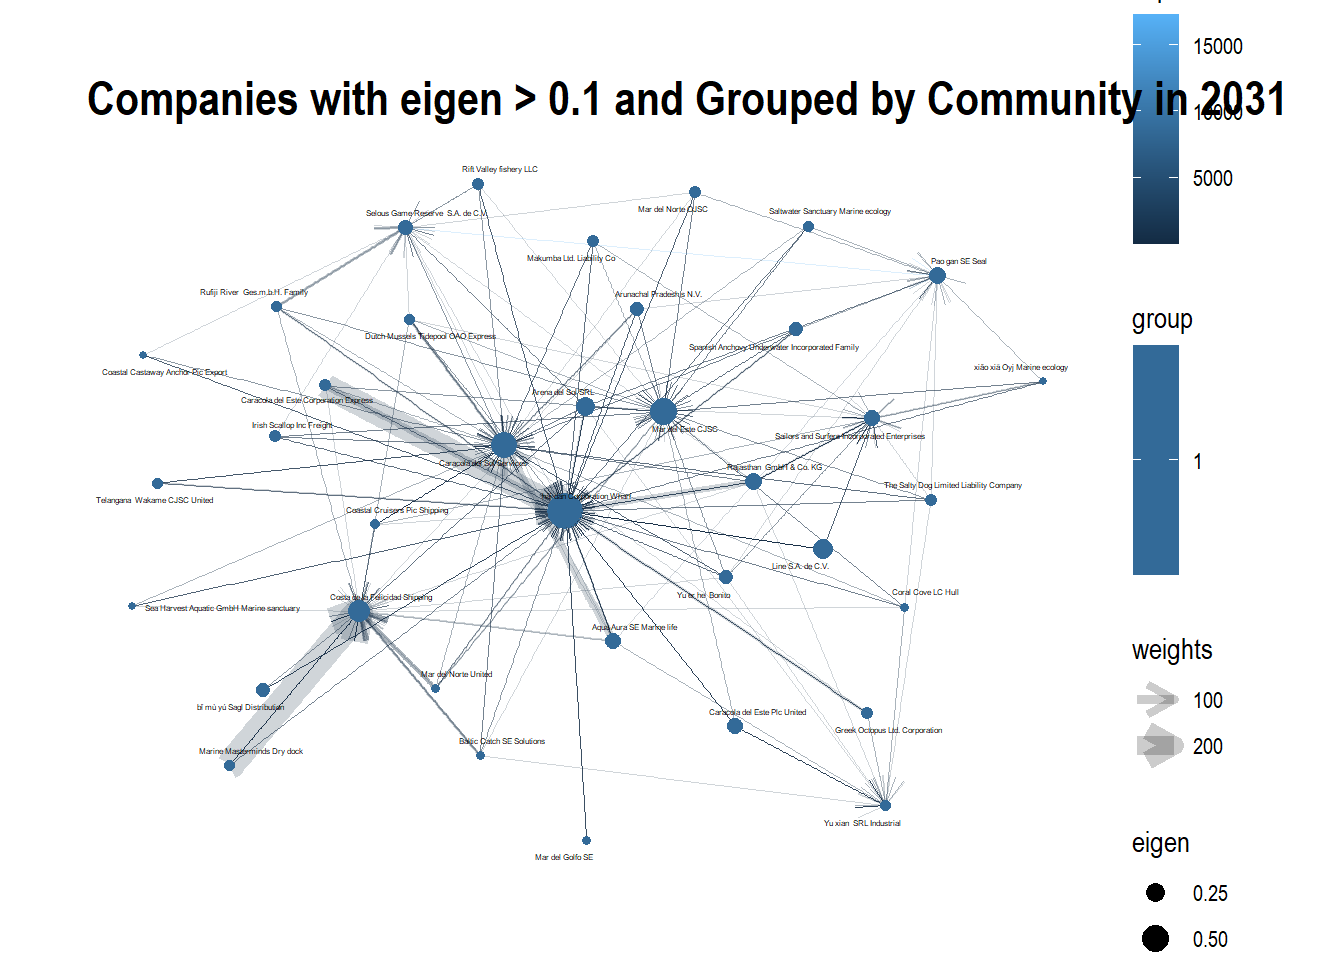 15000
Companies with eigen > 0.1 and Grouped by Community in 2031
10000
Rift Valley fishery LLC
5000
Selous Game Reserve S.A. de C.V.
Mar del Norte CJSC
Saltwater Sanctuary Marine ecology
Makumba Ltd. Liability Co
Pao gan SE Seal
Rufiji River Ges.m.b.H. Family
Arunachal Pradesh s N.V.
group
Dutch Mussels Tidepool OAO Express
Spanish Anchovy Underwater Incorporated Family
Coastal Castaway Anchor Plc Export
xiǎo xiā Oyj Marine ecology
Caracola del Este Corporation Express
Arena del Sol SRL
Irish Scallop Inc Freight
Mar del Este CJSC
Sailors and Surfers Incorporated Enterprises
Caracola del Sol Services
Rajasthan GmbH & Co. KG
1
The Salty Dog Limited Liability Company
Telangana Wakame CJSC United
Corporation Wharf
Coastal Cruisers Pic Shipping
Line S.A. de C.V.
Coral Cove LC Hull
Yu er he Bonito
Costa de la Felicidad Shipping
Sea Harvest Aquatic GmbH Marine sanctuary
Aqua Aura SE Marine life
weights
Mar del Norte United
100
bǐ mù yú Sagl Distribution
Caracola del Este Plc United
Greek Octopus Ltd. Corporation
200
Baltic Catch SE Solutions
Marine Masterminds Dry dock
Yu xian SRL Industrial
eigen
Mar del Golfo SE
0.25
0.50